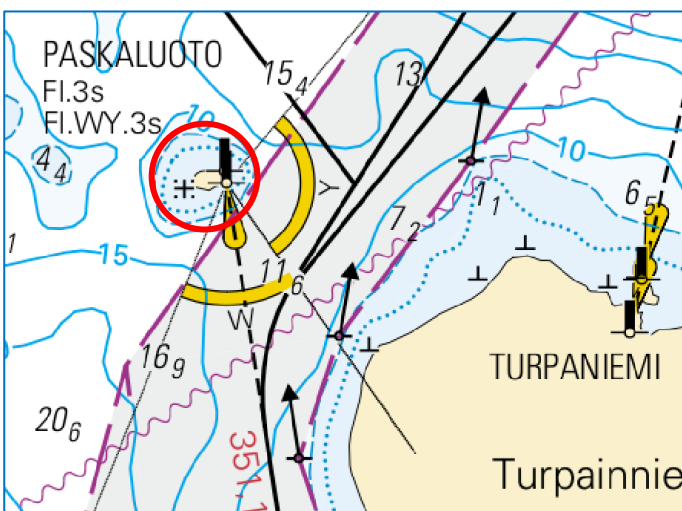 PASKALUOTO
Fl.3s
Fl.WY.3s
15 4
13
10
10
4 4
Y
1 1
7 2
6 5
1
15
11
6
W
16 9
TURPANIEMI
20 6
351,1
Turpainnie